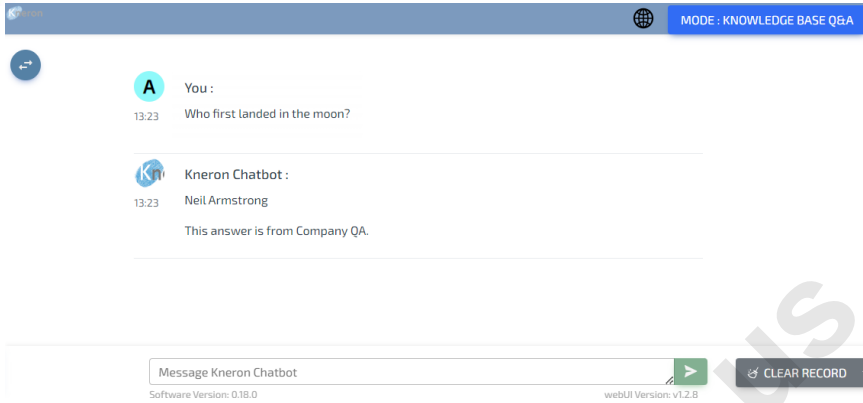 Kneron
MODE : KNOWLEDGE BASE Q&A
A
You :
13:23
Who first landed in the moon?
Kneron Chatbot :
13:23
Neil Armstrong
This answer is from Company QA.
Message Kneron Chatbot
CLEAR RECORD
Software Version: 0.18.0
webUI Version: v1.2.8